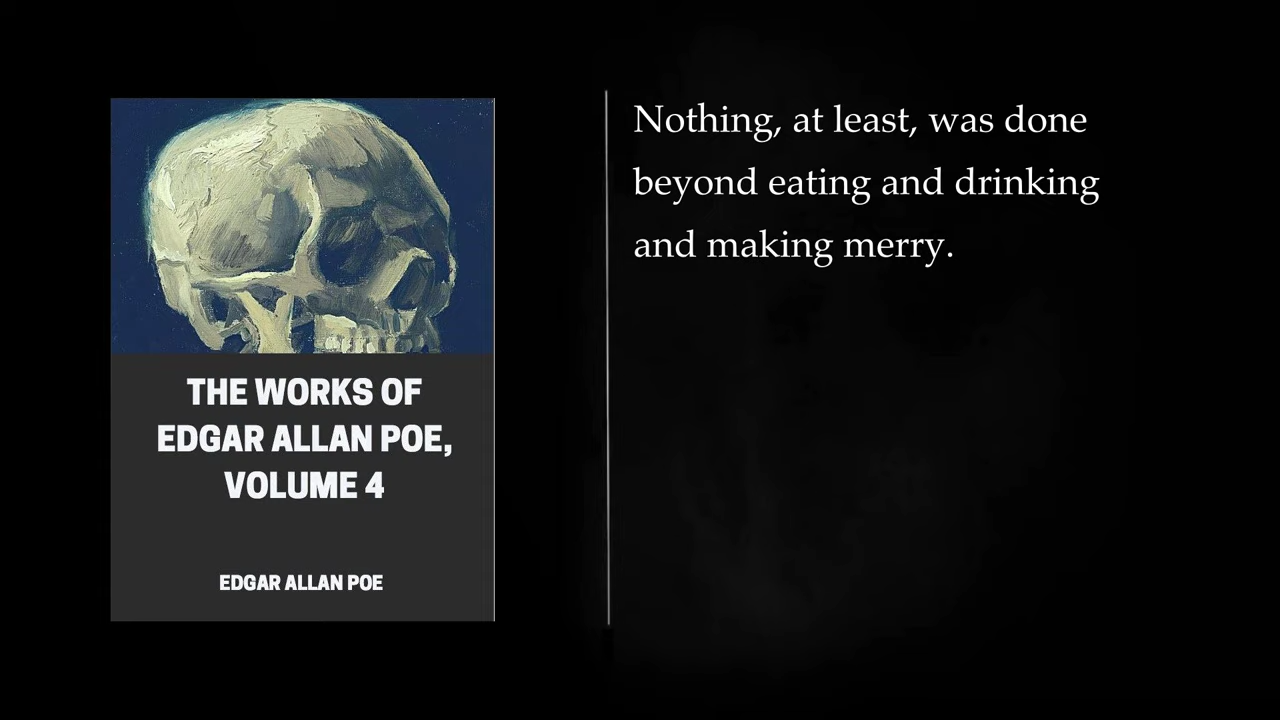 THE WORKS OF
EDGAR ALLAN POE,
VOLUME 4
EDGAR ALLAN POE
Nothing, at least, was done
beyond eating and drinking
and making merry.